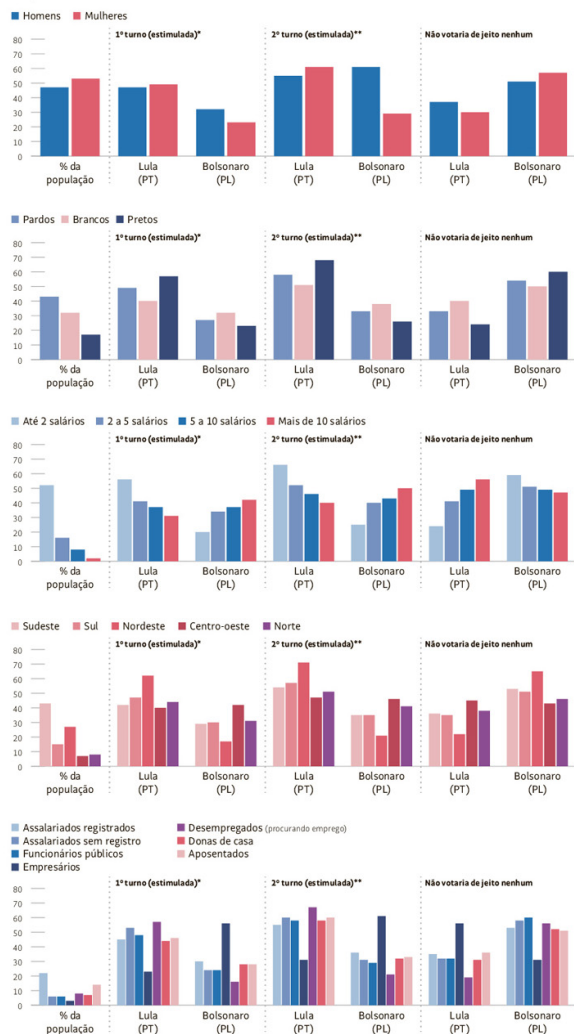 Homens Mulheres
1º turno (estimulada)* 2º turno (estimulada)** Não votaria de jeito nenhum
80
70
60
50
40
30
20
10
0
% da população Lula (PT) Bolsonaro (PL) Lula (PT) Bolsonaro (PL) Lula (PT) Bolsonaro (PL)
Pardos Brancos Pretos
1º turno (estimulada)* 2º turno (estimulada)** Não votaria de jeito nenhum
80
70
60
50
40
30
20
10
0
% da população Lula (PT) Bolsonaro (PL) Lula (PT) Bolsonaro (PL) Lula (PT) Bolsonaro (PL)
Até 2 salários 2 a 5 salários 5 a 10 salários Mais de 10 salários
1º turno (estimulada)* 2º turno (estimulada)** Não votaria de jeito nenhum
80
70
60
50
40
30
20
10
0
% da população Lula (PT) Bolsonaro (PL) Lula (PT) Bolsonaro (PL) Lula (PT) Bolsonaro (PL)
Sudeste Sul Nordeste Centro-oeste Norte
1º turno (estimulada)* 2º turno (estimulada)** Não votaria de jeito nenhum
80
70
60
50
40
30
20
10
0
% da população Lula (PT) Bolsonaro (PL) Lula (PT) Bolsonaro (PL) Lula (PT) Bolsonaro (PL)
Assalariados registrados Desempregados (procurando emprego)
Assalariados sem registro Donas de casa
Funcionários públicos Aposentados
Empresários
1º turno (estimulada)* 2º turno (estimulada)** Não votaria de jeito nenhum
80
70
60
50
40
30
20
10
0
% da população Lula (PT) Bolsonaro (PL) Lula (PT) Bolsonaro (PL) Lula (PT) Bolsonaro (PL)